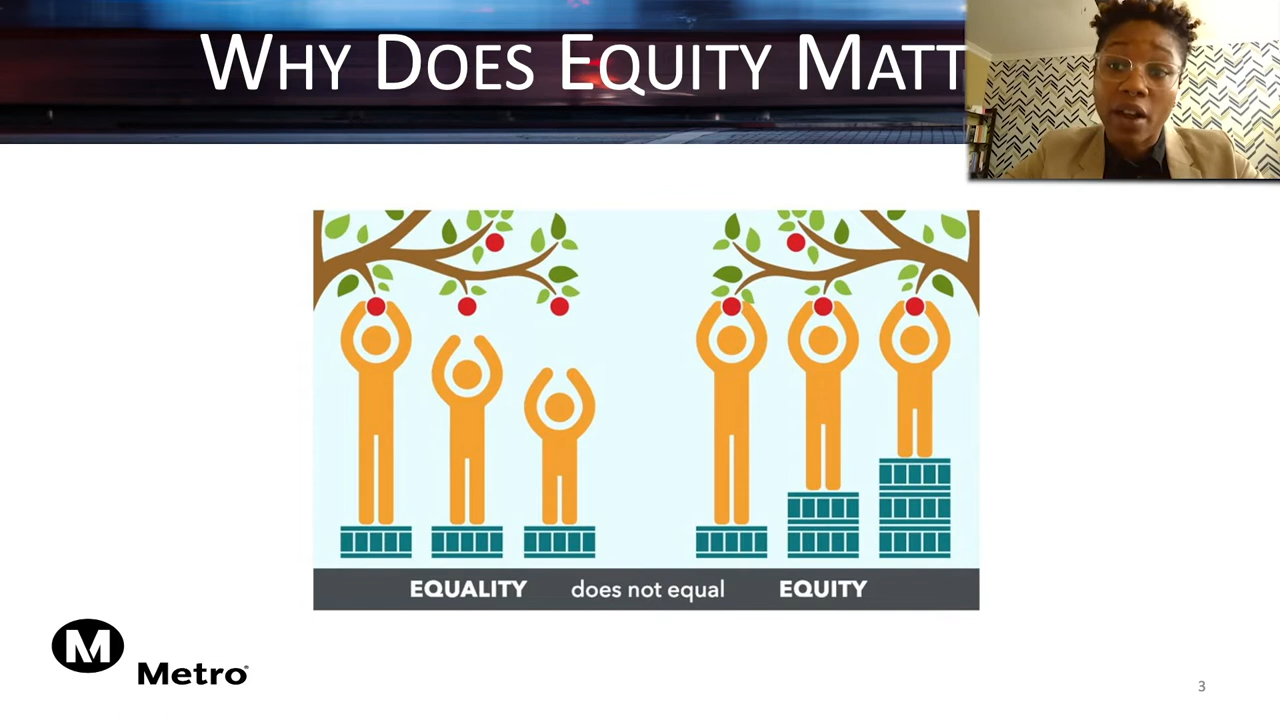 WHY DOES EQUITY MATT
EQUALITY does not equal EQUITY
M
Metro
3